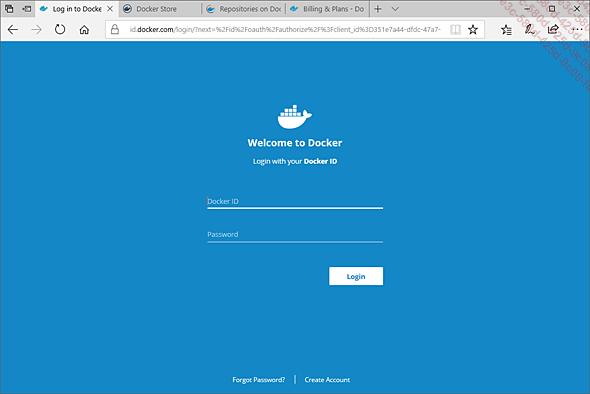 Log in to Docke
Docker Store
Repositories on Doc
Billing & Plans - Do
id.docker.com/login/?next=%2Fid%2Foauth%2Fauthorize%2F%3Fclient_id%3D351e7a44-dfdc-47a7-
Welcome to Docker
Login with your Docker ID
Docker ID
Password
Login
Forgot Password?
Create Account